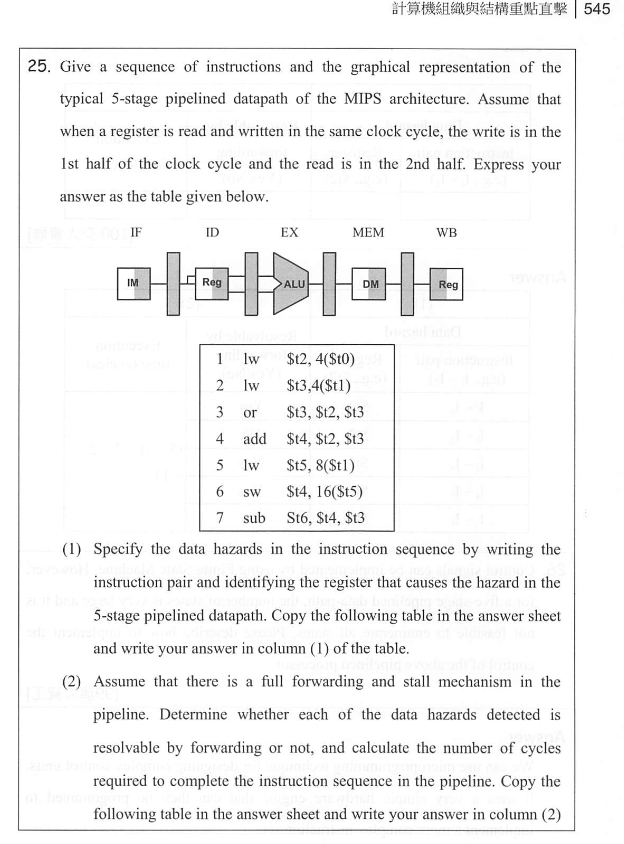 計算機組織與結構重點直擊 545
25. Give a sequence of instructions and the graphical representation of the
typical 5-stage pipelined datapath of the MIPS architecture. Assume that
when a register is read and written in the same clock cycle, the write is in the
1st half of the clock cycle and the read is in the 2nd half. Express your
answer as the table given below.
IF ID EX MEM WB
IM Reg ALU DM Reg
1 lw $t2, 4($t0)
2 lw $t3,4($t1)
3 or $t3, $t2, $t3
4 add $t4, $t2, $t3
5 lw $t5, 8($t1)
6 sw $t4, 16($t5)
7 sub St6, $t4, $t3
(1) Specify the data hazards in the instruction sequence by writing the
instruction pair and identifying the register that causes the hazard in the
5-stage pipelined datapath. Copy the following table in the answer sheet
and write your answer in column (1) of the table.
(2) Assume that there is a full forwarding and stall mechanism in the
pipeline. Determine whether each of the data hazards detected is
resolvable by forwarding or not, and calculate the number of cycles
required to complete the instruction sequence in the pipeline. Copy the
following table in the answer sheet and write your answer in column (2)